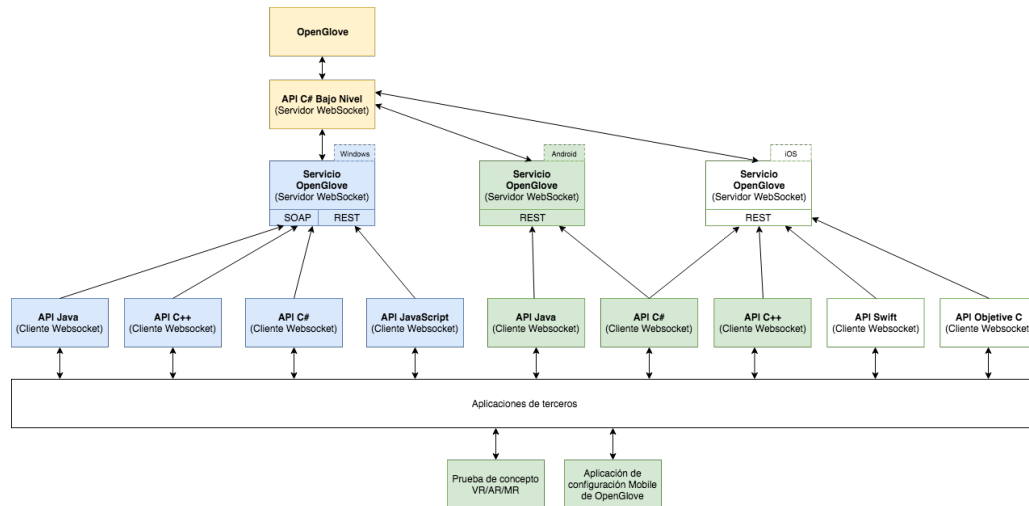 OpenGlove
API C# Bajo Nivel
(Servidor WebSocket)
Windows
Android
iOS
Servicio
OpenGlove
(Servidor WebSocket)
SOAP
REST
Servicio
OpenGlove
(Servidor WebSocket)
REST
Servicio
OpenGlove
(Servidor WebSocket)
REST
API Java
(Cliente Websocket)
API C++
(Cliente Websocket)
API C#
(Cliente Websocket)
API JavaScript
(Cliente Websocket)
API Java
(Cliente Websocket)
API C#
(Cliente Websocket)
API C++
(Cliente Websocket)
API Swift
(Cliente Websocket)
API Objetive C
(Cliente Websocket)
Aplicaciones de terceros
Prueba de concepto
VR/AR/MR
Aplicación de
configuración Mobile
de OpenGlove